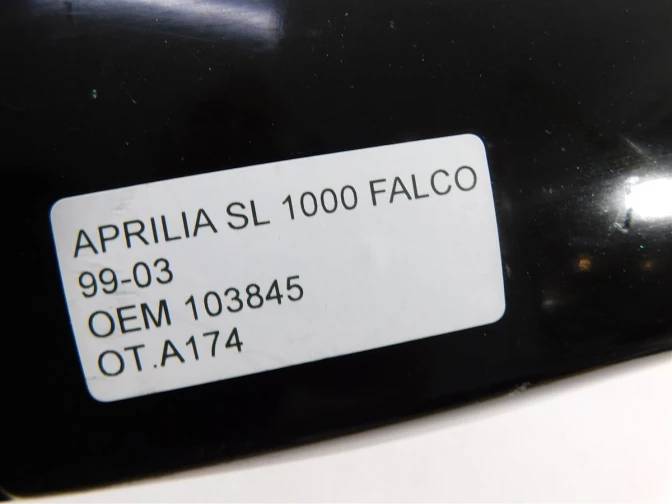 APRILIA SL 1000 FALCO
99-03
OEM 103845
OT.A174